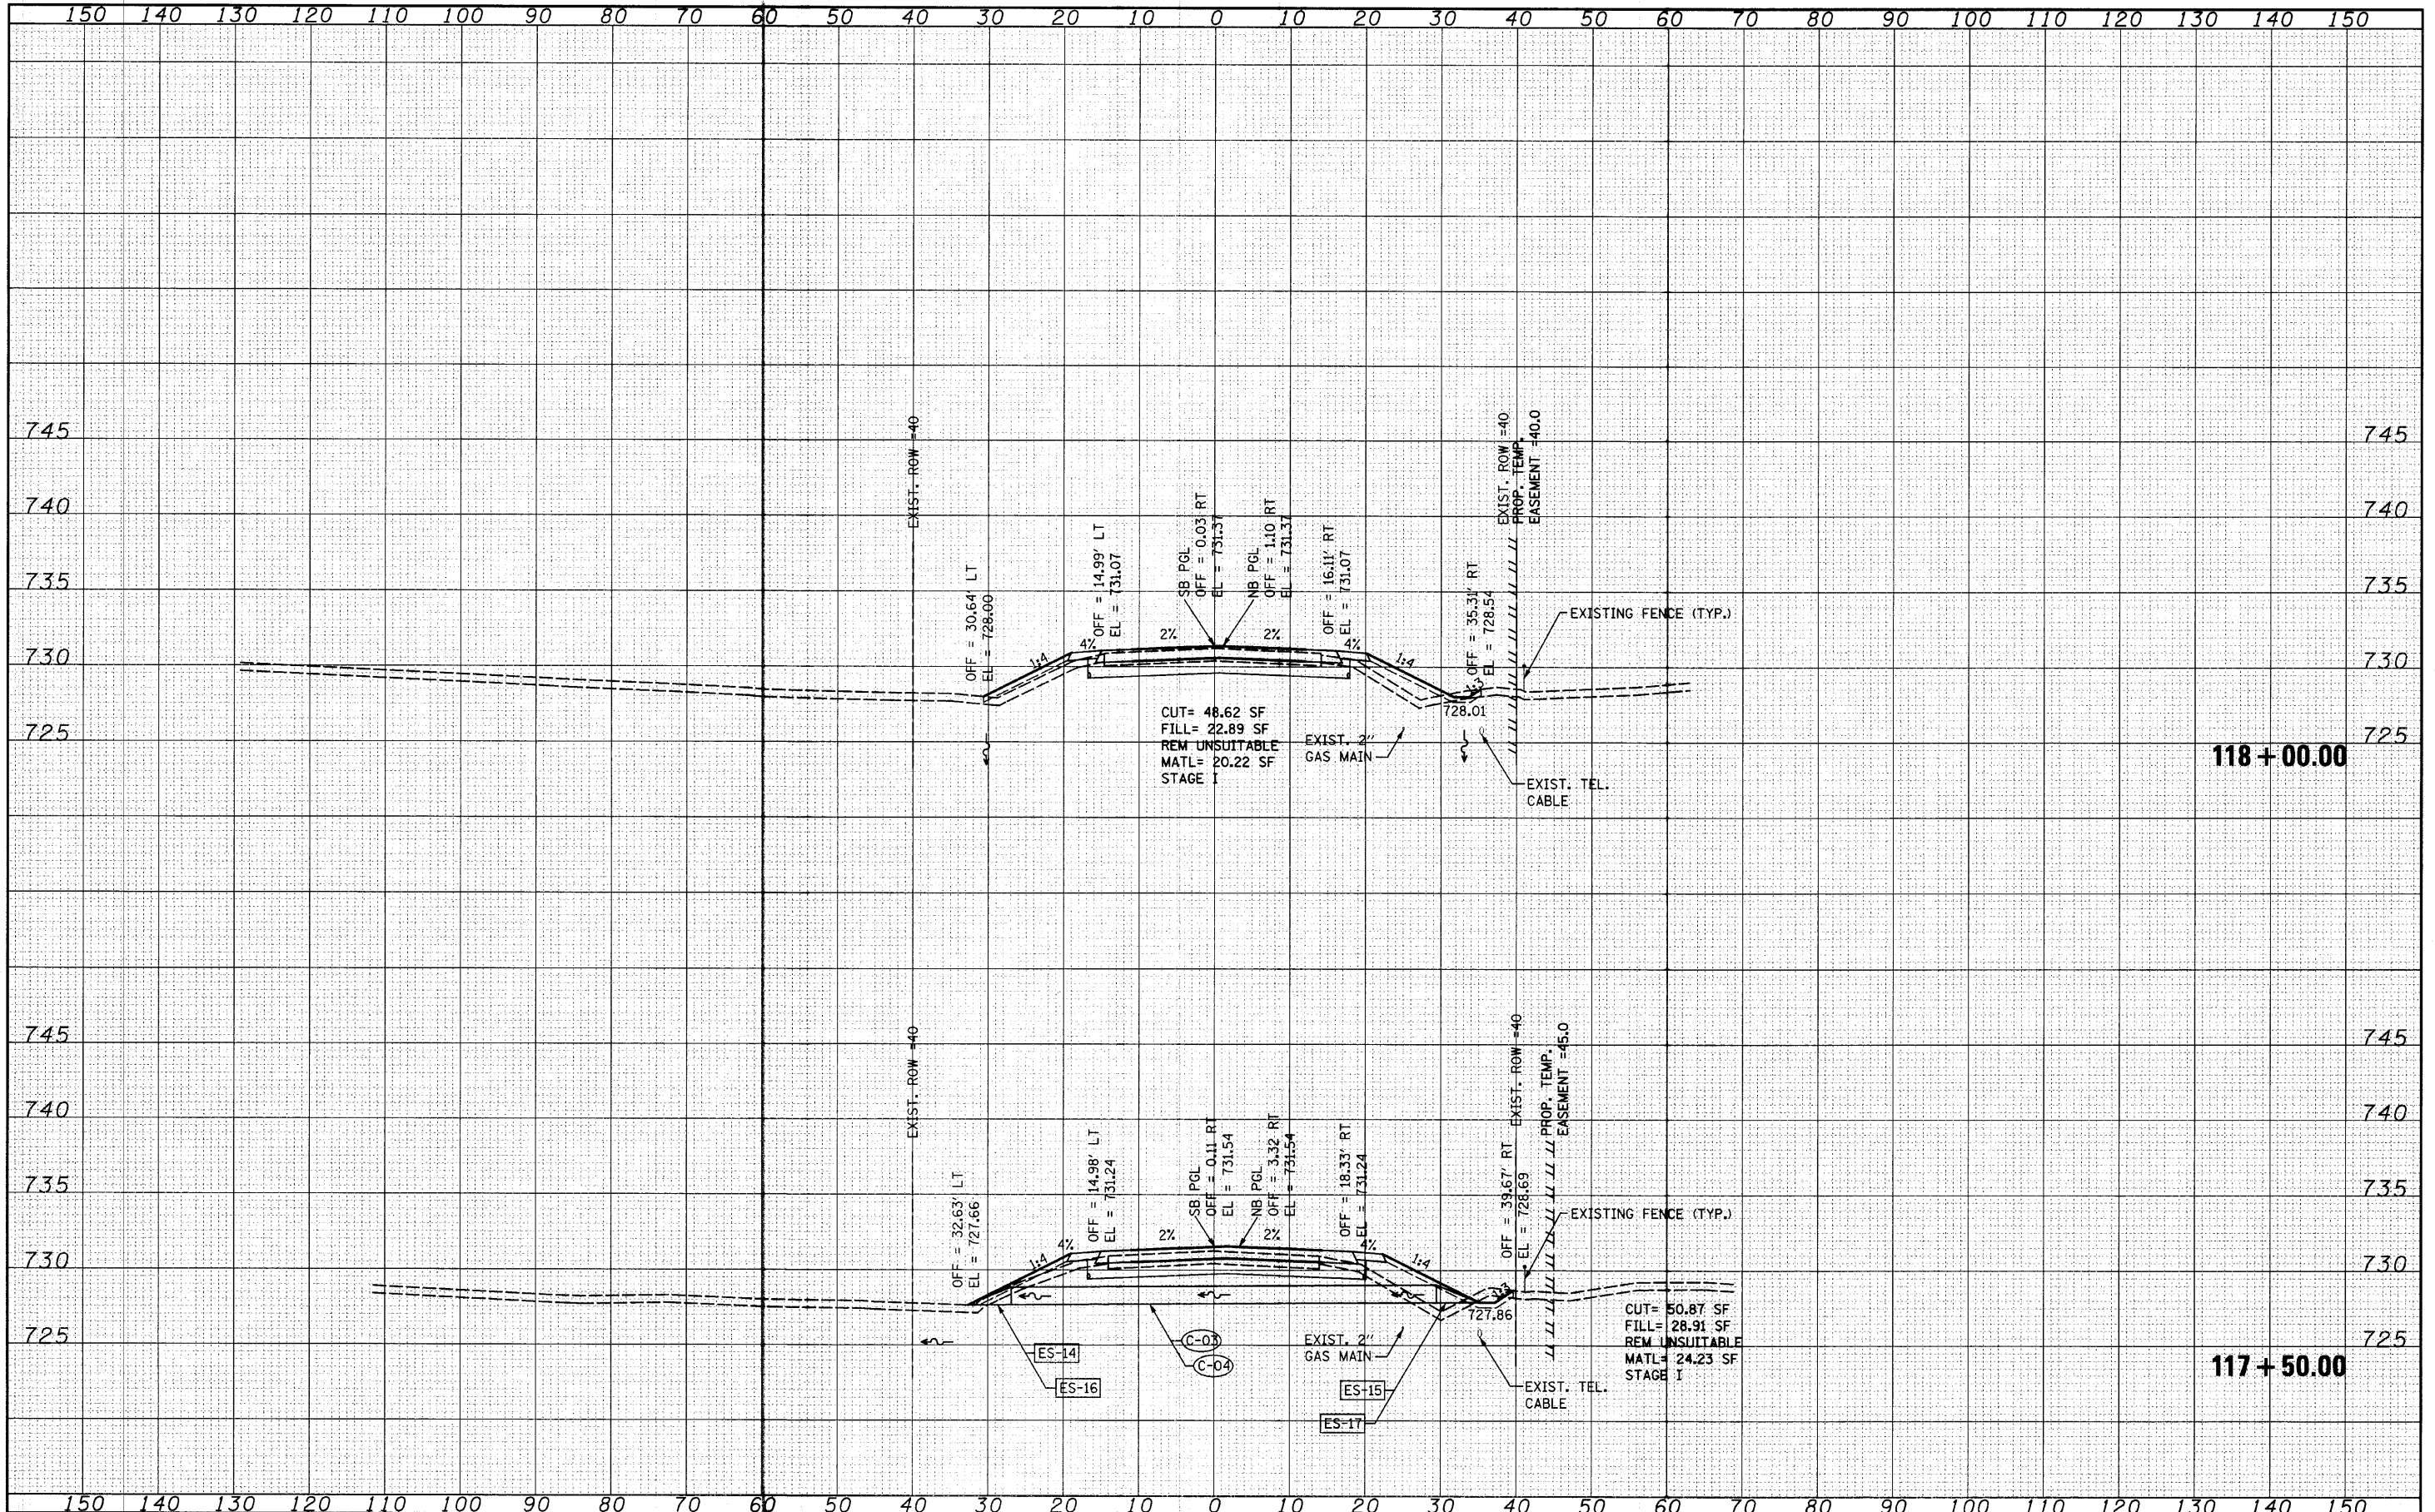 150 140 130 120 110 100 90 80 70 60 50 40 30 20 10 0 10 20 30 40 50 60 70 80 90 100 110 120 130 140 150
745 745
740 740
735 735
730 730
725 725
EXIST. ROW =40
OFF = 30.64' LT
EL = 728.00
1:4
4%
OFF = 14.99' LT
EL = 731.07
2%
SB PGL
OFF = 0.03 RT
EL = 731.37
NB PGL
OFF = 1.10 RT
EL = 731.37
2%
OFF = 16.11' RT
EL = 731.07
4%
1:4
OFF = 35.31' RT
EL = 728.54
1:3
EXIST. ROW =40
PROP. TEMP.
EASEMENT =40.0
EXISTING FENCE (TYP.)
728.01
CUT= 48.62 SF
FILL= 22.89 SF
REM UNSUITABLE
MATL= 20.22 SF
STAGE I
EXIST. 2"
GAS MAIN
EXIST. TEL.
CABLE
118 + 00.00
745 745
740 740
735 735
730 730
725 725
EXIST. ROW =40
OFF = 32.63' LT
EL = 727.66
1:4
4%
OFF = 14.98' LT
EL = 731.24
2%
SB PGL
OFF = 0.11 RT
EL = 731.54
NB PGL
OFF = 3.32 RT
EL = 731.54
2%
OFF = 18.33' RT
EL = 731.24
4%
1:4
OFF = 39.67' RT
EL = 728.69
1:3
EXIST. ROW =40
PROP. TEMP.
EASEMENT =45.0
EXISTING FENCE (TYP.)
727.86
CUT= 50.87 SF
FILL= 28.91 SF
REM UNSUITABLE
MATL= 24.23 SF
STAGE I
C-03
C-04
ES-14
ES-16
EXIST. 2"
GAS MAIN
ES-15
ES-17
EXIST. TEL.
CABLE
117 + 50.00
150 140 130 120 110 100 90 80 70 60 50 40 30 20 10 0 10 20 30 40 50 60 70 80 90 100 110 120 130 140 150